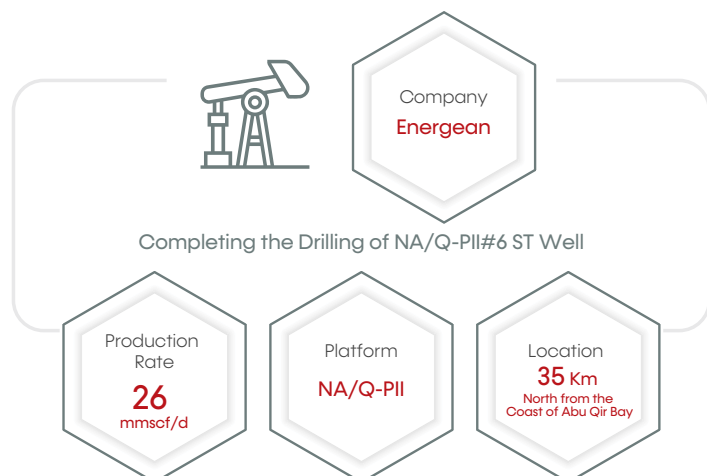 Company
Energean
Completing the Drilling of NA/Q-PII#6 ST Well
Production
Rate
26
mmscf/d
Platform
NA/Q-PII
Location
35 Km
North from the
Coast of Abu Qir Bay